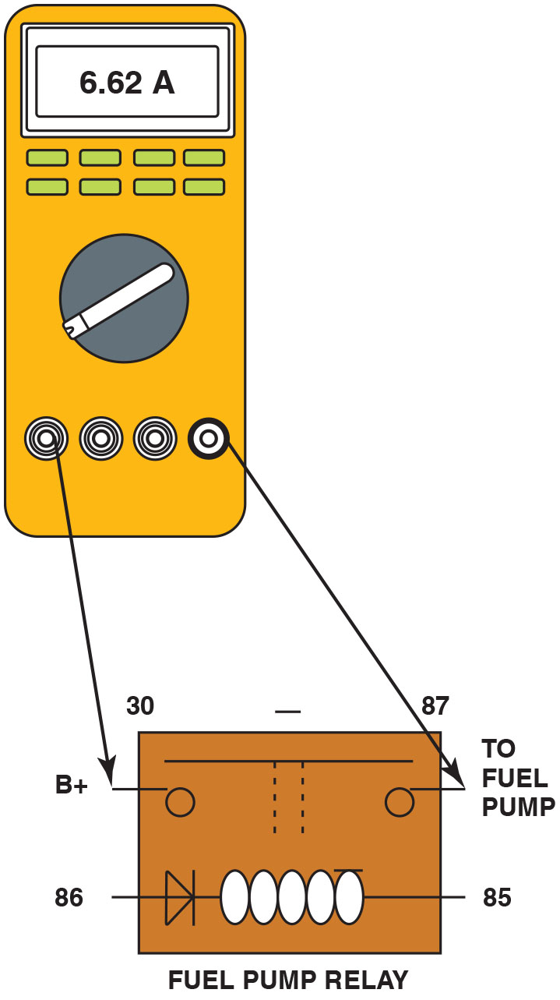 6.62 A
30
87
B+
TO
FUEL
PUMP
86
85
FUEL PUMP RELAY